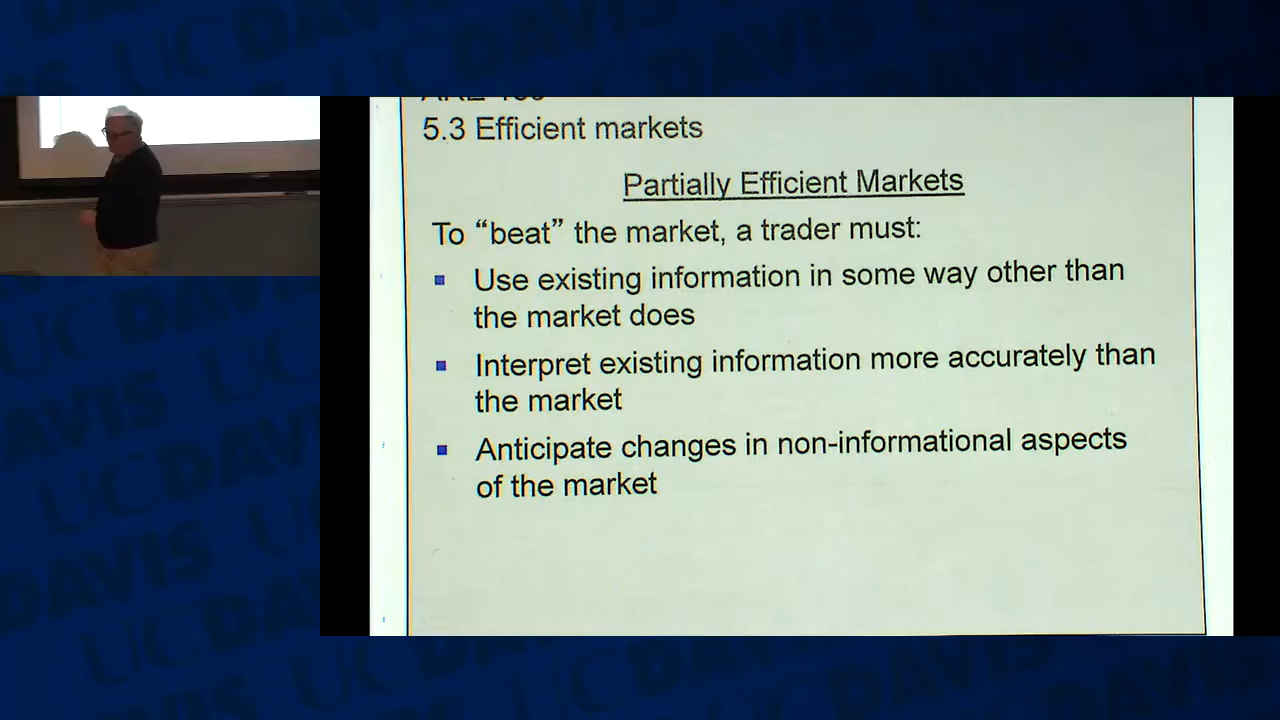 5.3 Efficient markets
Partially Efficient Markets
To “beat” the market, a trader must:
Use existing information in some way other than
the market does
Interpret existing information more accurately than
the market
Anticipate changes in non-informational aspects
of the market